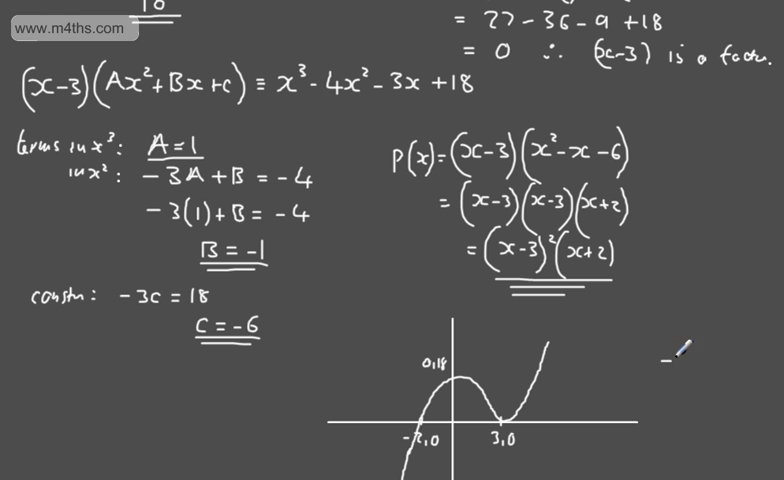 18
www.m4ths.com
= 27 - 36 - 9 + 18
= 0 ∴ (x-3) is a factor.
(x-3)(Ax²+Bx+c) ≡ x³ - 4x² - 3x + 18
terms in x³: A=1
in x²: -3A + B = -4
-3(1) + B = -4
B = -1
constn: -3c = 18
C = -6
P(x) = (x-3)(x²-x-6)
= (x-3)(x-3)(x+2)
= (x-3)²(x+2)
0,18
-2,0
3,0
-